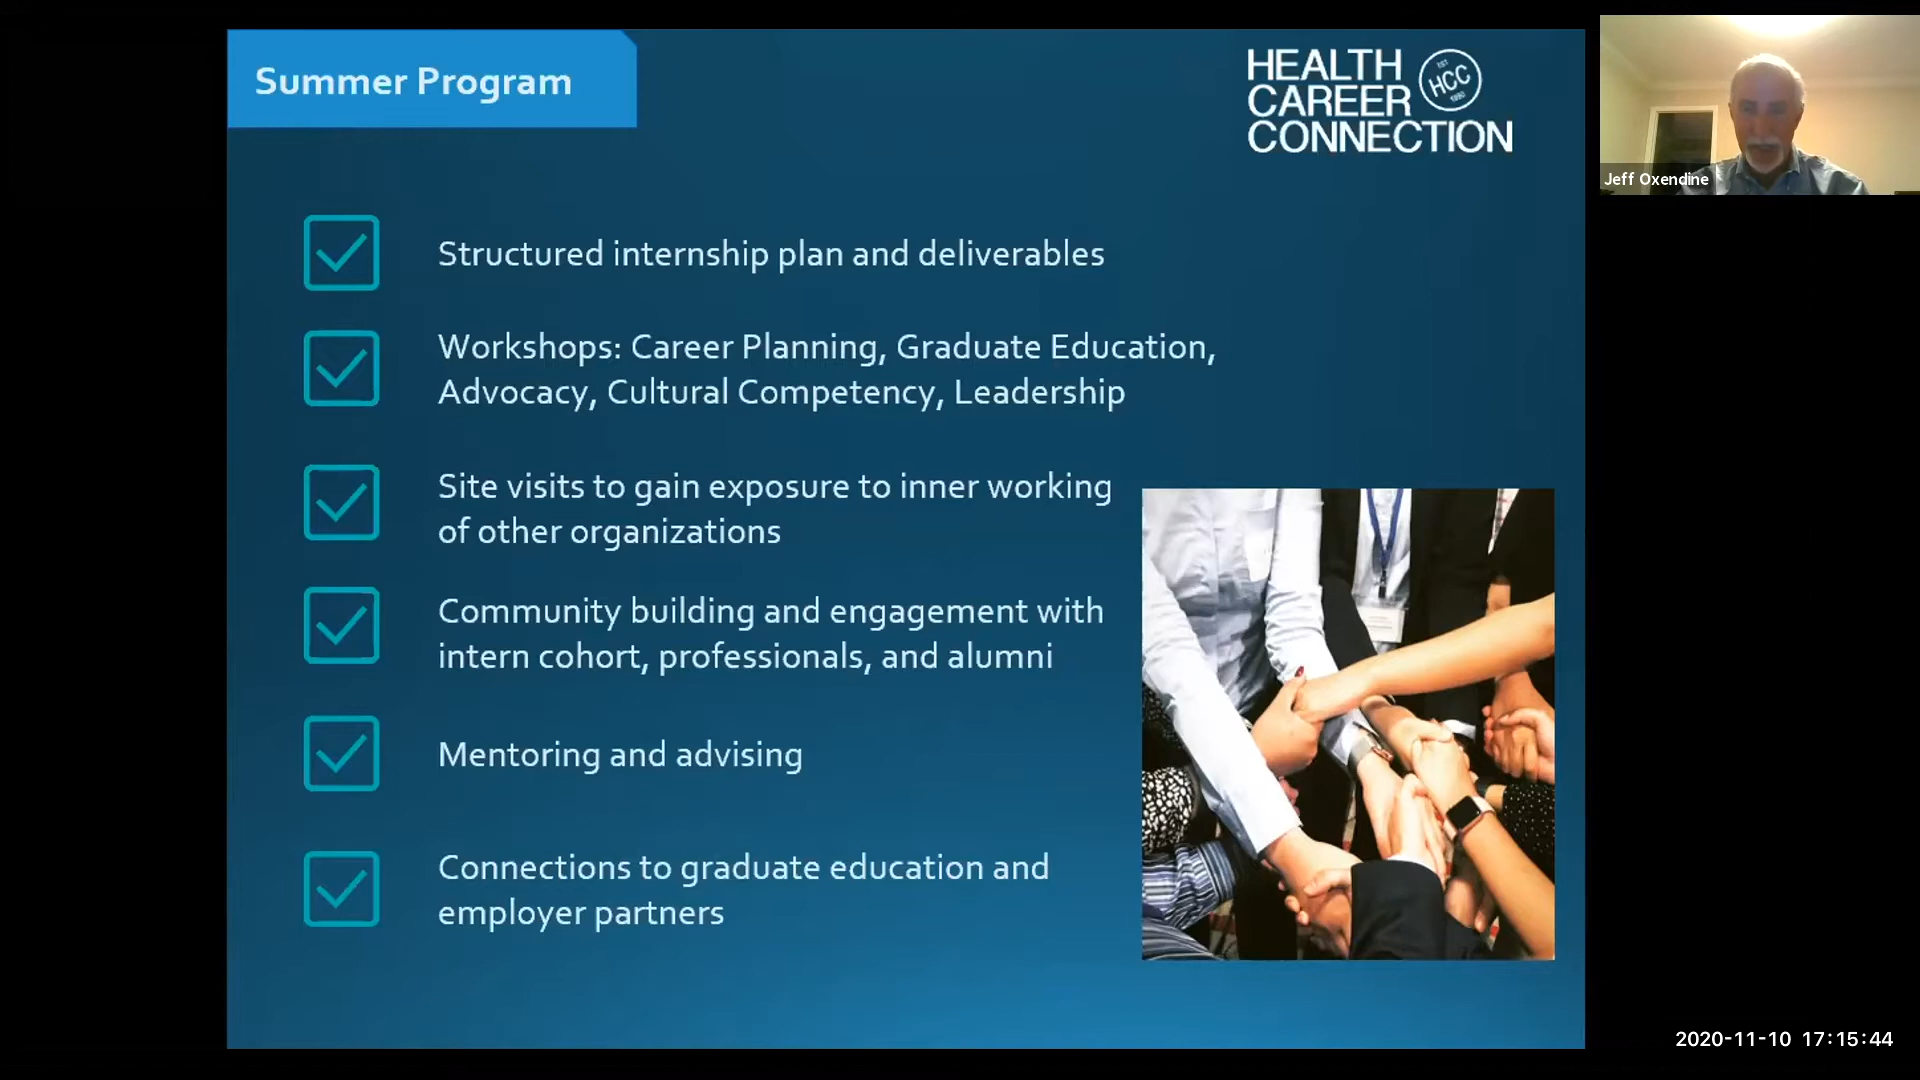 Summer Program
HEALTH
CAREER
CONNECTION
EST
HCC
1990
Jeff Oxendine
Structured internship plan and deliverables
Workshops: Career Planning, Graduate Education,
Advocacy, Cultural Competency, Leadership
Site visits to gain exposure to inner working
of other organizations
Community building and engagement with
intern cohort, professionals, and alumni
Mentoring and advising
Connections to graduate education and
employer partners
2020-11-10 17:15:44